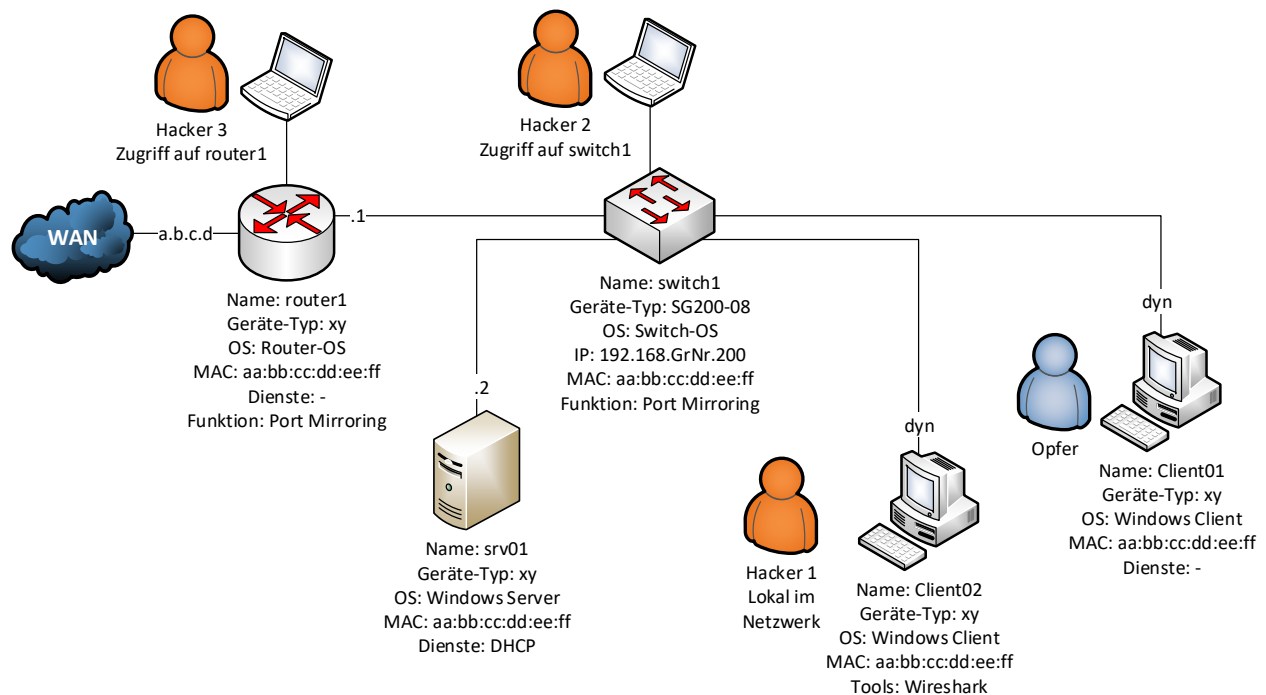 Hacker 3
Zugriff auf router1
Hacker 2
Zugriff auf switch1
WAN
a.b.c.d
.1
Name: router1
Geräte-Typ: xy
OS: Router-OS
MAC: aa:bb:cc:dd:ee:ff
Dienste: -
Funktion: Port Mirroring
Name: switch1
Geräte-Typ: SG200-08
OS: Switch-OS
IP: 192.168.GrNr.200
MAC: aa:bb:cc:dd:ee:ff
Funktion: Port Mirroring
dyn
Opfer
Name: Client01
Geräte-Typ: xy
OS: Windows Client
MAC: aa:bb:cc:dd:ee:ff
Dienste: -
.2
Name: srv01
Geräte-Typ: xy
OS: Windows Server
MAC: aa:bb:cc:dd:ee:ff
Dienste: DHCP
dyn
Hacker 1
Lokal im
Netzwerk
Name: Client02
Geräte-Typ: xy
OS: Windows Client
MAC: aa:bb:cc:dd:ee:ff
Tools: Wireshark